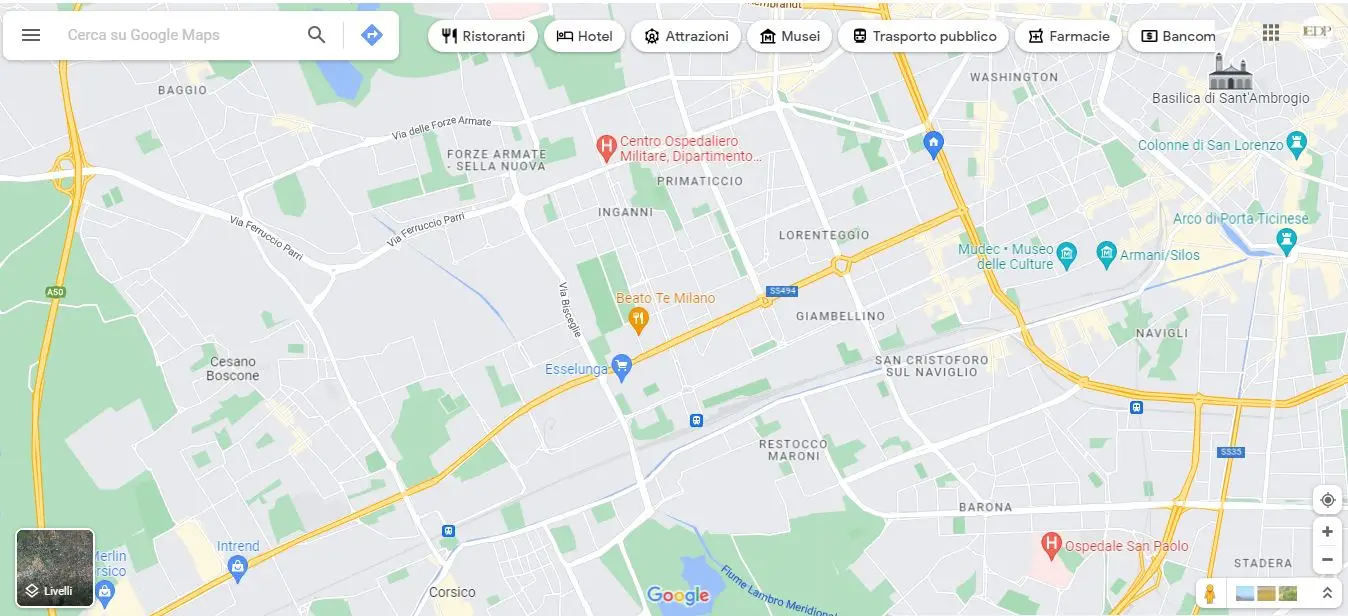 Cerca su Google Maps
Ristoranti
Hotel
Attrazioni
Musei
Trasporto pubblico
Farmacie
Bancom
IEDP
BAGGIO
WASHINGTON
Basilica di Sant'Ambrogio
Via delle Forze Armate
Centro Ospedaliero
Militare, Dipartimento...
Colonne di San Lorenzo
FORZE ARMATE
- SELLA NUOVA
PRIMATICCIO
INGANNI
Via Ferruccio Parri
Via Ferruccio Parri
Arco di Porta Ticinese
LORENTEGGIO
Mudec • Museo
delle Culture
Armani/Silos
A50
SS494
Via Bisceglie
Beato Te Milano
GIAMBELLINO
NAVIGLI
Cesano
Boscone
Esselunga
SAN CRISTOFORO
SUL NAVIGLIO
RESTOCCO
MARONI
SS35
BARONA
Intrend
Merlin
rsico
Ospedale San Paolo
STADERA
Livelli
Corsico
Google
Fiume Lambro Meridional